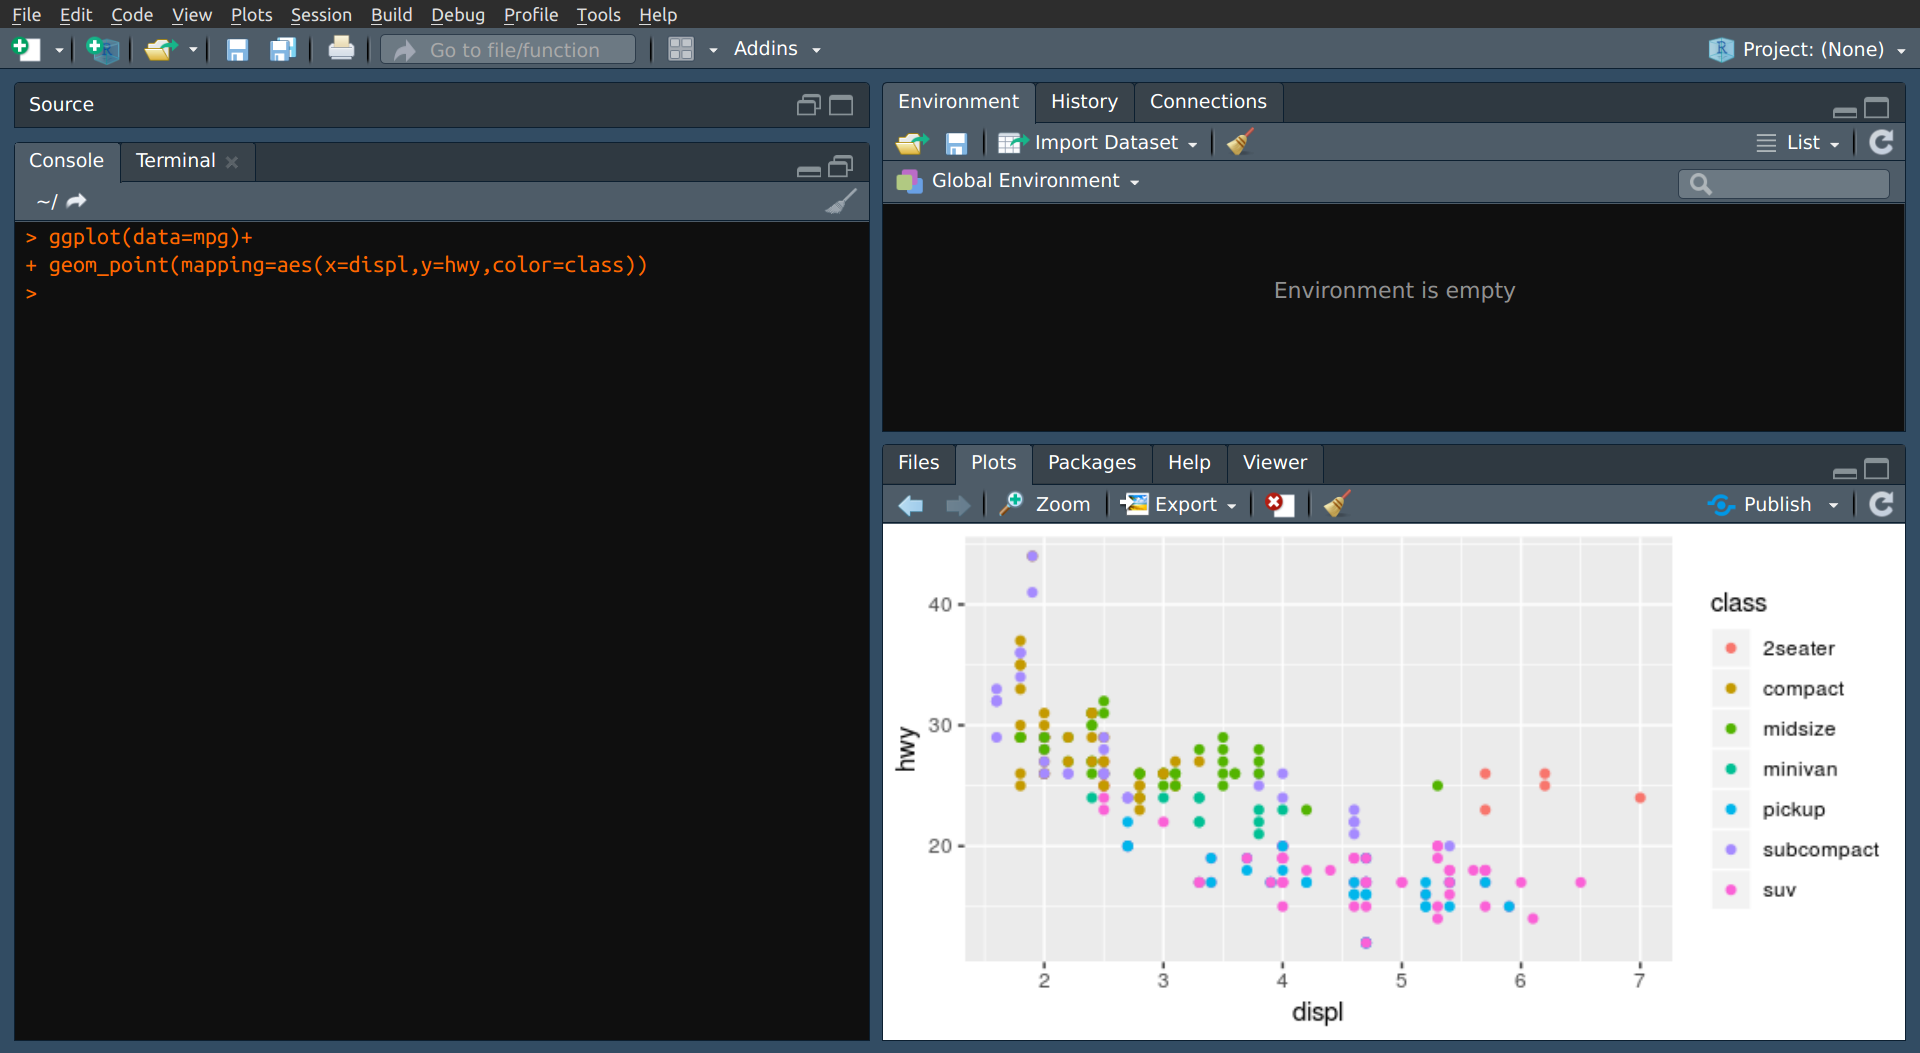 File Edit Code View Plots Session Build Debug Profile Tools Help
Go to file/function Addins Project: (None)
Source
Console Terminal
~/
> ggplot(data=mpg)+
+ geom_point(mapping=aes(x=displ,y=hwy,color=class))
>
Environment History Connections
Import Dataset List
Global Environment
Environment is empty
Files Plots Packages Help Viewer
Zoom Export Publish
hwy
40
30
20
2 3 4 5 6 7
displ
class
2seater
compact
midsize
minivan
pickup
subcompact
suv